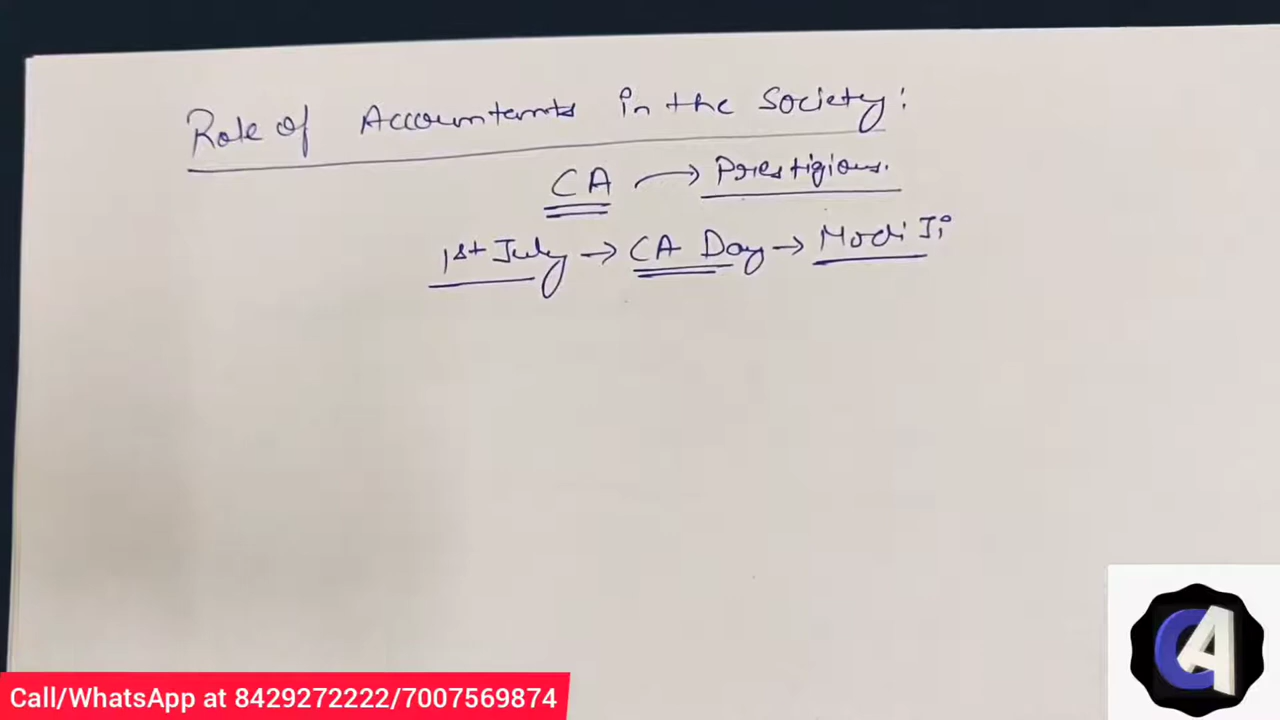 Role of Accountants in the Society:
CA → Prestigious.
1st July → CA Day → Modi Ji
CA
Call/WhatsApp at 8429272222/7007569874